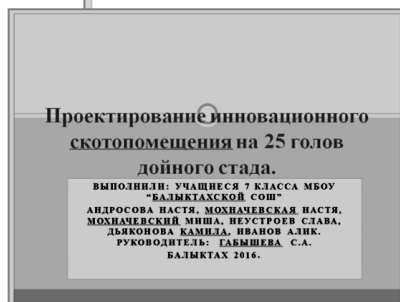 Проектирование инновационного
скотопомещения на 25 голов
дойного стада.
ВЫПОЛНИЛИ: УЧАЩИЕСЯ 7 КЛАССА МБОУ
“БАЛЫКТАХСКОЙ СОШ”
АНДРОСОВА НАСТЯ, МОХНАЧЕВСКАЯ НАСТЯ,
МОХНАЧЕВСКИЙ МИША, НЕУСТРОЕВ СЛАВА,
ДЬЯКОНОВА КАМИЛА, ИВАНОВ АЛИК.
РУКОВОДИТЕЛЬ: ГАБЫШЕВА С.А.
БАЛЫКТАХ 2016.